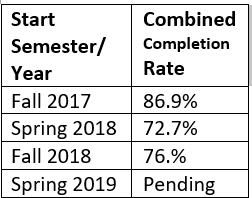 Start Combined
Semester/ Completion
Year Rate
Fall 2017 86.9%
Spring 2018 72.7%
Fall 2018 76.%
Spring 2019 Pending